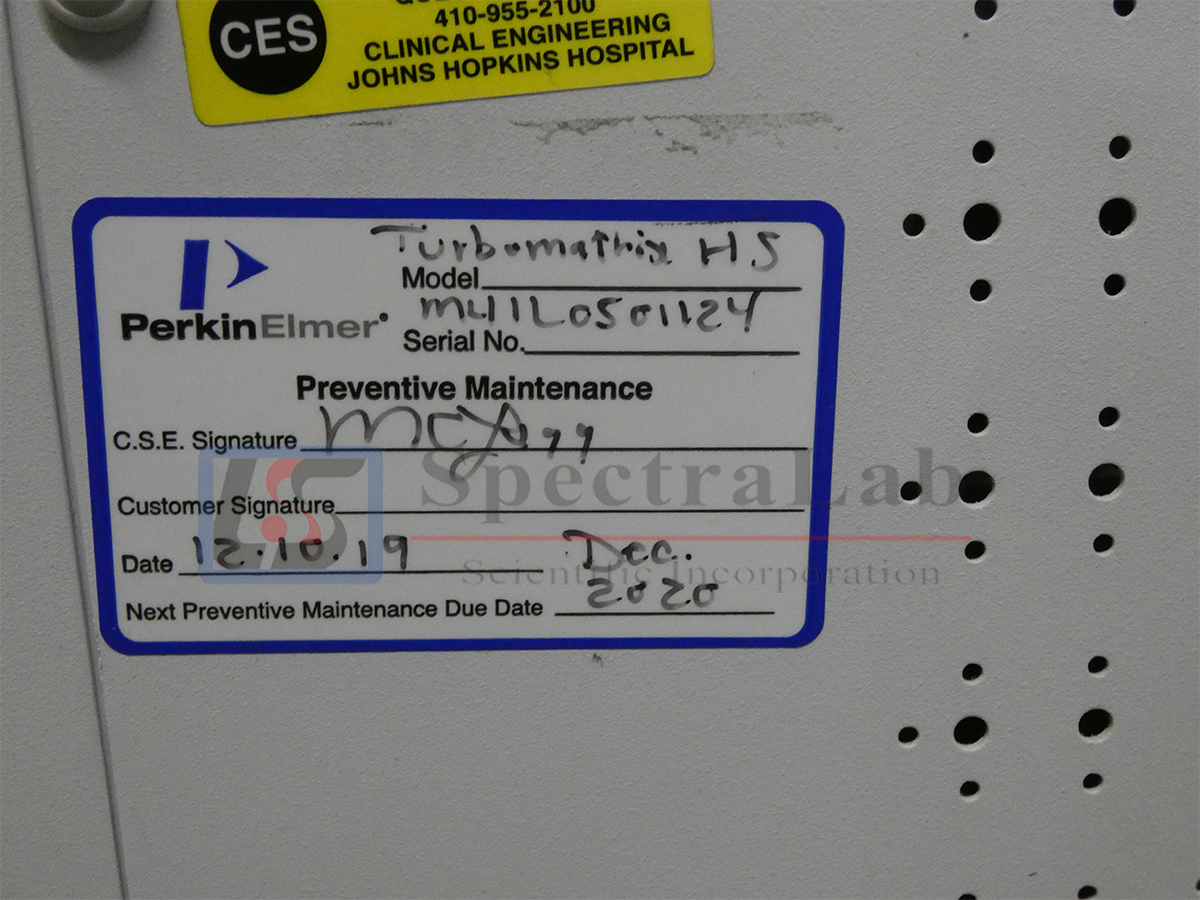 CES
410-955-2100
CLINICAL ENGINEERING
JOHNS HOPKINS HOSPITAL
Turbomatrix HS
Model
M41L0501124
PerkinElmer
Serial No.
Preventive Maintenance
C.S.E. Signature
Customer Signature
SpectraLab
Date 12.10.19
Scientific Incorporation
Dec.
2020
Next Preventive Maintenance Due Date